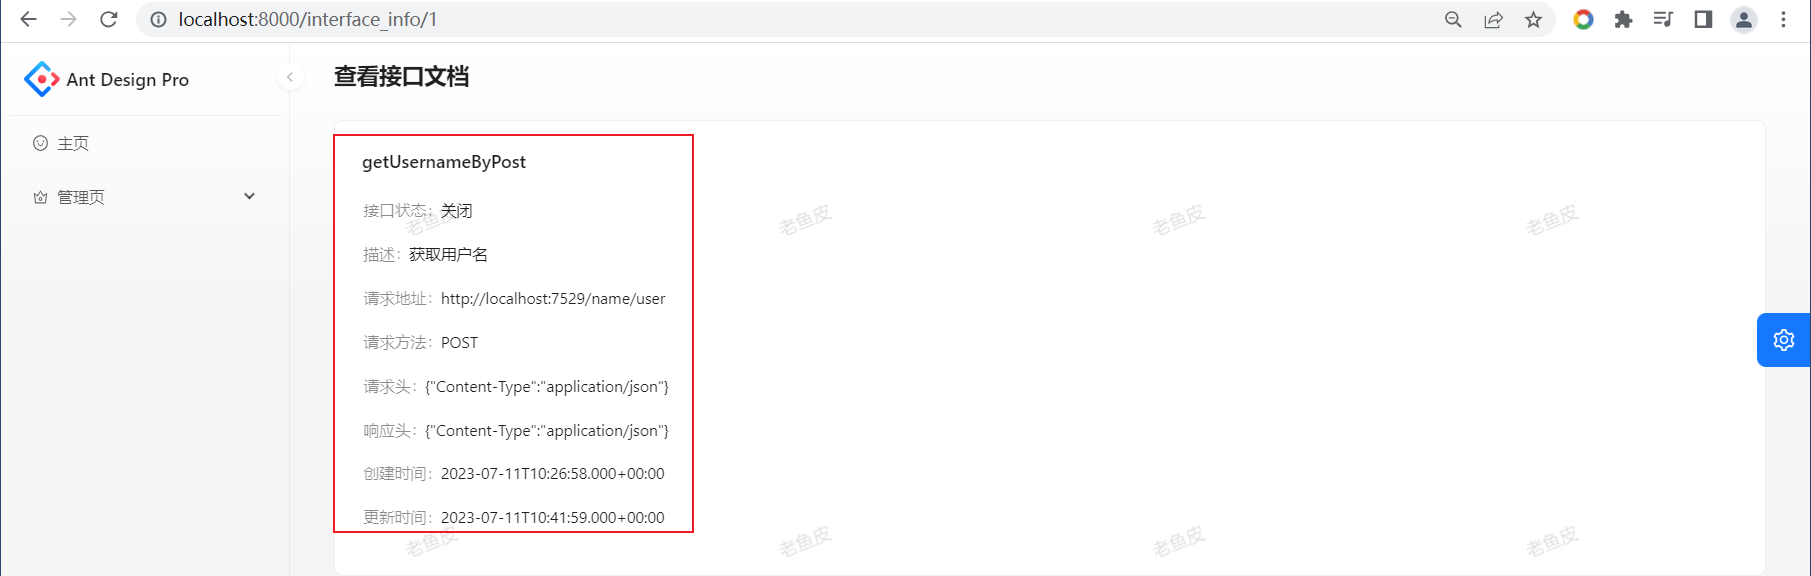 localhost:8000/interface_info/1
Ant Design Pro
主页
管理页
查看接口文档
getUsernameByPost
接口状态：关闭
描述：获取用户名
请求地址：http://localhost:7529/name/user
请求方法：POST
请求头：{"Content-Type":"application/json"}
响应头：{"Content-Type":"application/json"}
创建时间：2023-07-11T10:26:58.000+00:00
更新时间：2023-07-11T10:41:59.000+00:00
老鱼皮
老鱼皮
老鱼皮
老鱼皮
老鱼皮
老鱼皮
老鱼皮
老鱼皮